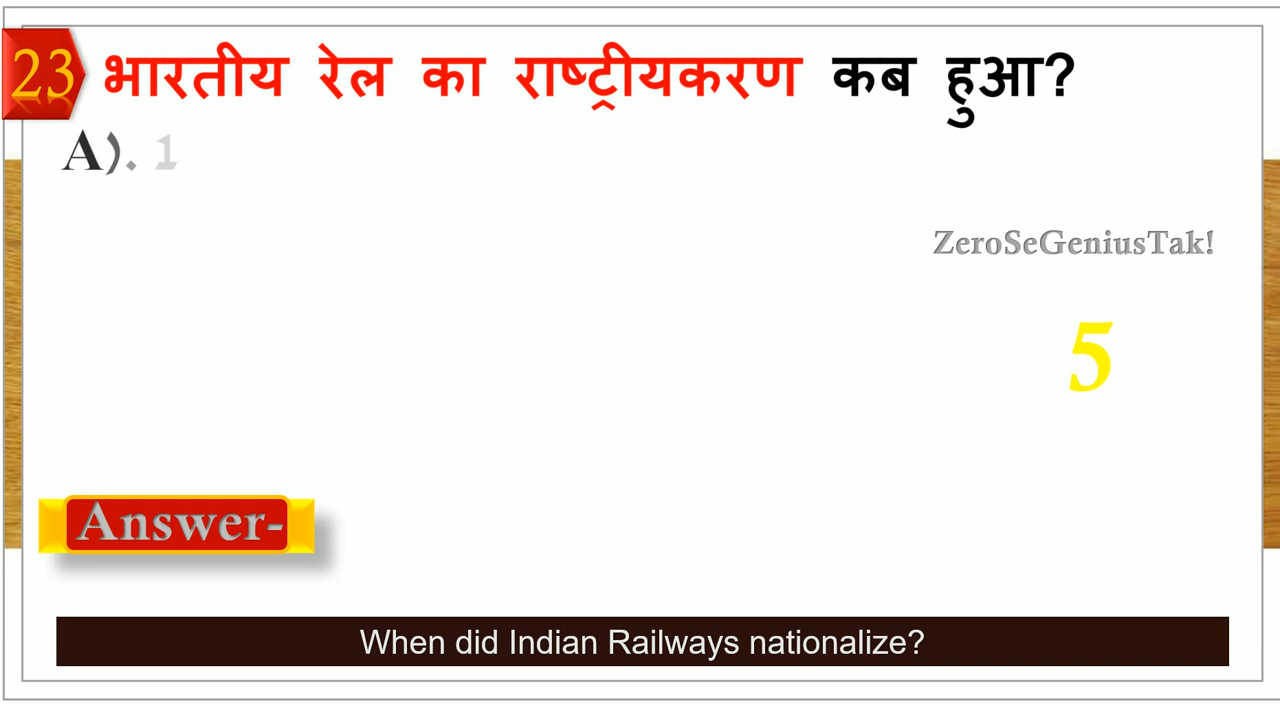 23 भारतीय रेल का राष्ट्रीयकरण कब हुआ?
A). 1
ZeroSeGeniusTak!
5
Answer-
When did Indian Railways nationalize?